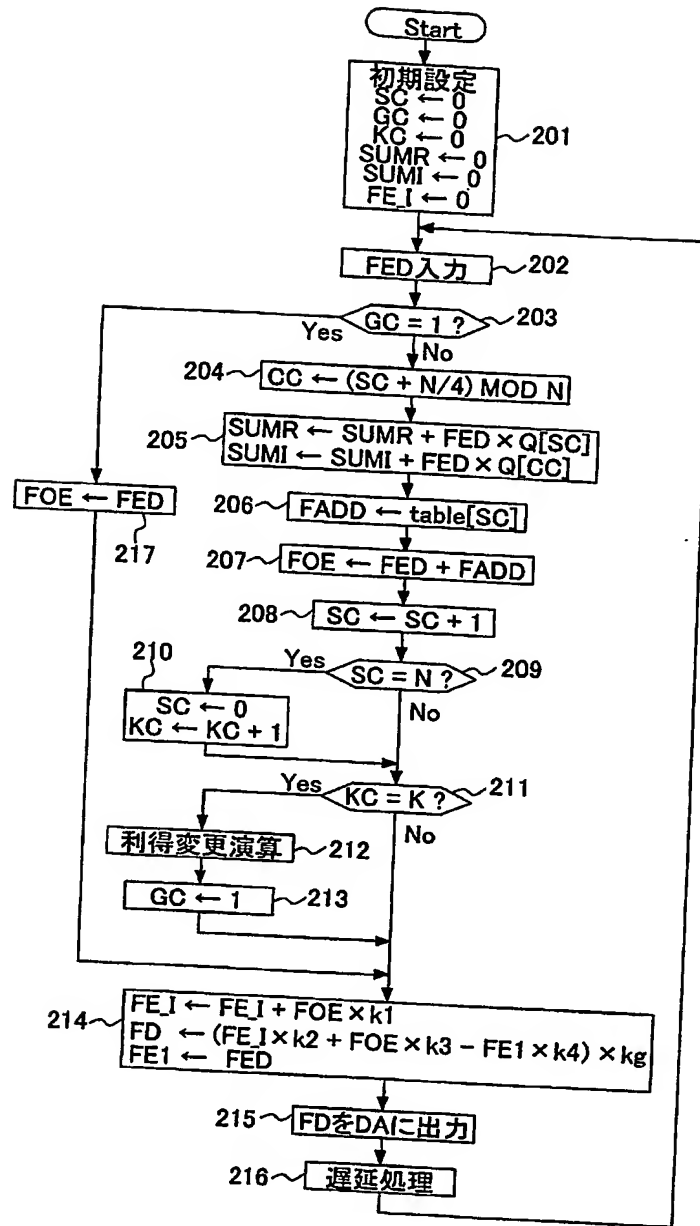 Start
初期設定
SC ← 0
GC ← 0
KC ← 0
SUMR ← 0
SUMI ← 0
FE_I ← 0
201
FED入力
202
GC = 1 ?
203
Yes
No
204
CC ← (SC + N/4) MOD N
205
SUMR ← SUMR + FED × Q[SC]
SUMI ← SUMI + FED × Q[CC]
FOE ← FED
217
206
FADD ← table[SC]
207
FOE ← FED + FADD
208
SC ← SC + 1
SC = N ?
209
Yes
No
210
SC ← 0
KC ← KC + 1
KC = K ?
211
Yes
No
利得変更演算
212
GC ← 1
213
214
FE_I ← FE_I + FOE × k1
FD ← (FE_I × k2 + FOE × k3 − FE1 × k4) × kg
FE1 ← FED
215
FDをDAに出力
216
遅延処理